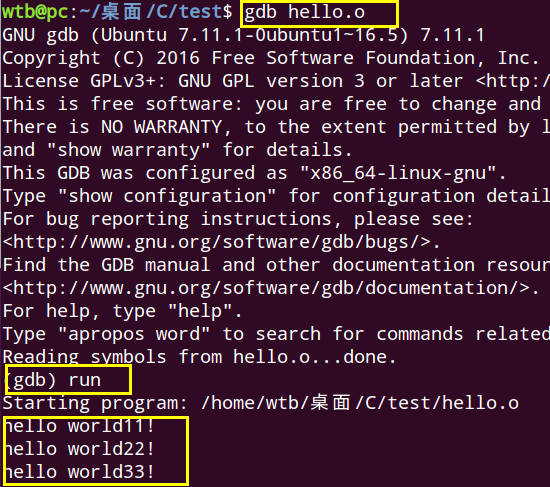 wtb@pc:~/桌面/C/test$ gdb hello.o
GNU gdb (Ubuntu 7.11.1-0ubuntu1~16.5) 7.11.1
Copyright (C) 2016 Free Software Foundation, Inc.
License GPLv3+: GNU GPL version 3 or later <http:/
This is free software: you are free to change and
There is NO WARRANTY, to the extent permitted by l
and "show warranty" for details.
This GDB was configured as "x86_64-linux-gnu".
Type "show configuration" for configuration detail
For bug reporting instructions, please see:
<http://www.gnu.org/software/gdb/bugs/>.
Find the GDB manual and other documentation resour
<http://www.gnu.org/software/gdb/documentation/>.
For help, type "help".
Type "apropos word" to search for commands related
Reading symbols from hello.o...done.
(gdb) run
Starting program: /home/wtb/桌面/C/test/hello.o
hello world11!
hello world22!
hello world33!